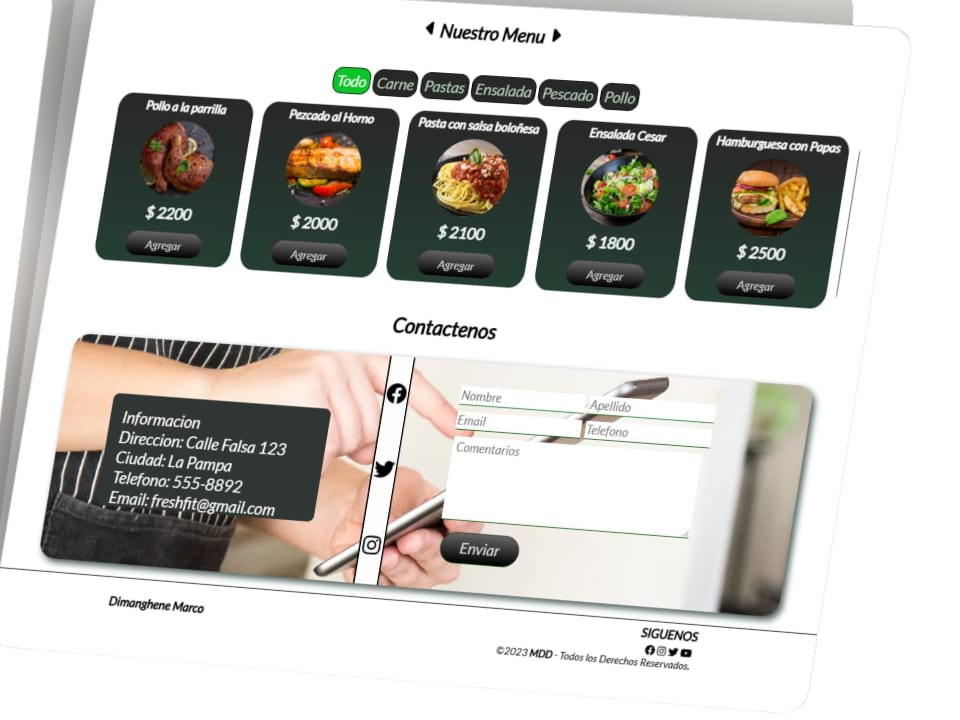 Nuestro Menu
Todo Carne Pastas Ensalada Pescado Pollo
Pollo a la parrilla
$ 2200
Agregar
Pezcado al Horno
$ 2000
Agregar
Pasta con salsa boloñesa
$ 2100
Agregar
Ensalada Cesar
$ 1800
Agregar
Hamburguesa con Papas
$ 2500
Agregar
Contactenos
Informacion
Direccion: Calle Falsa 123
Ciudad: La Pampa
Telefono: 555-8892
Email: freshfit@gmail.com
Nombre
Apellido
Email
Telefono
Comentarios
Enviar
Dimanghene Marco
SIGUENOS
©2023 MDD - Todos los Derechos Reservados.